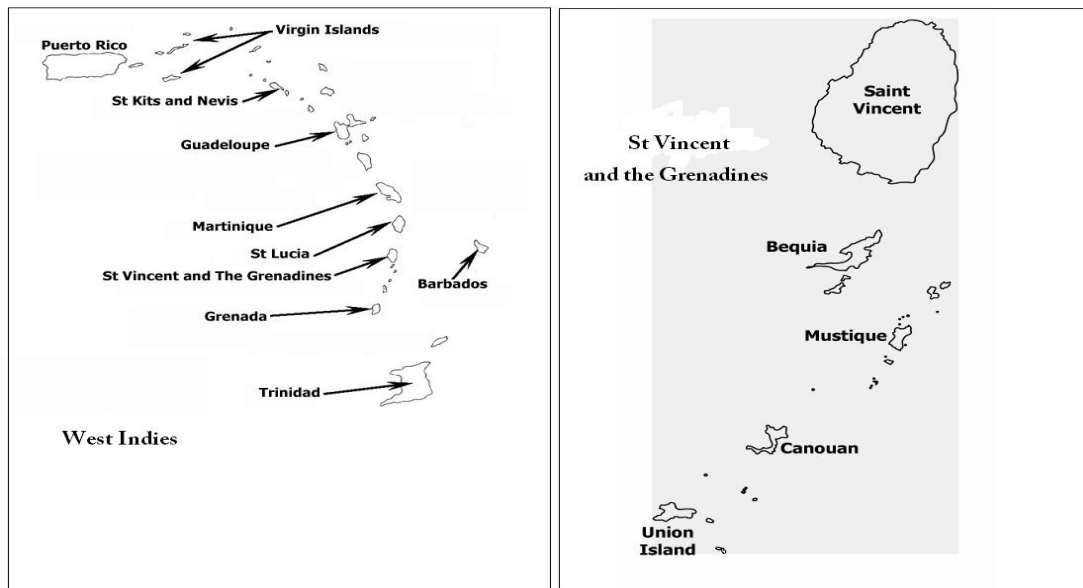 Virgin Islands
Puerto Rico
St Kits and Nevis
Guadeloupe
Martinique
St Lucia
St Vincent and The Grenadines
Barbados
Grenada
Trinidad
West Indies
Saint
Vincent
St Vincent
and the Grenadines
Bequia
Mustique
Canouan
Union
Island